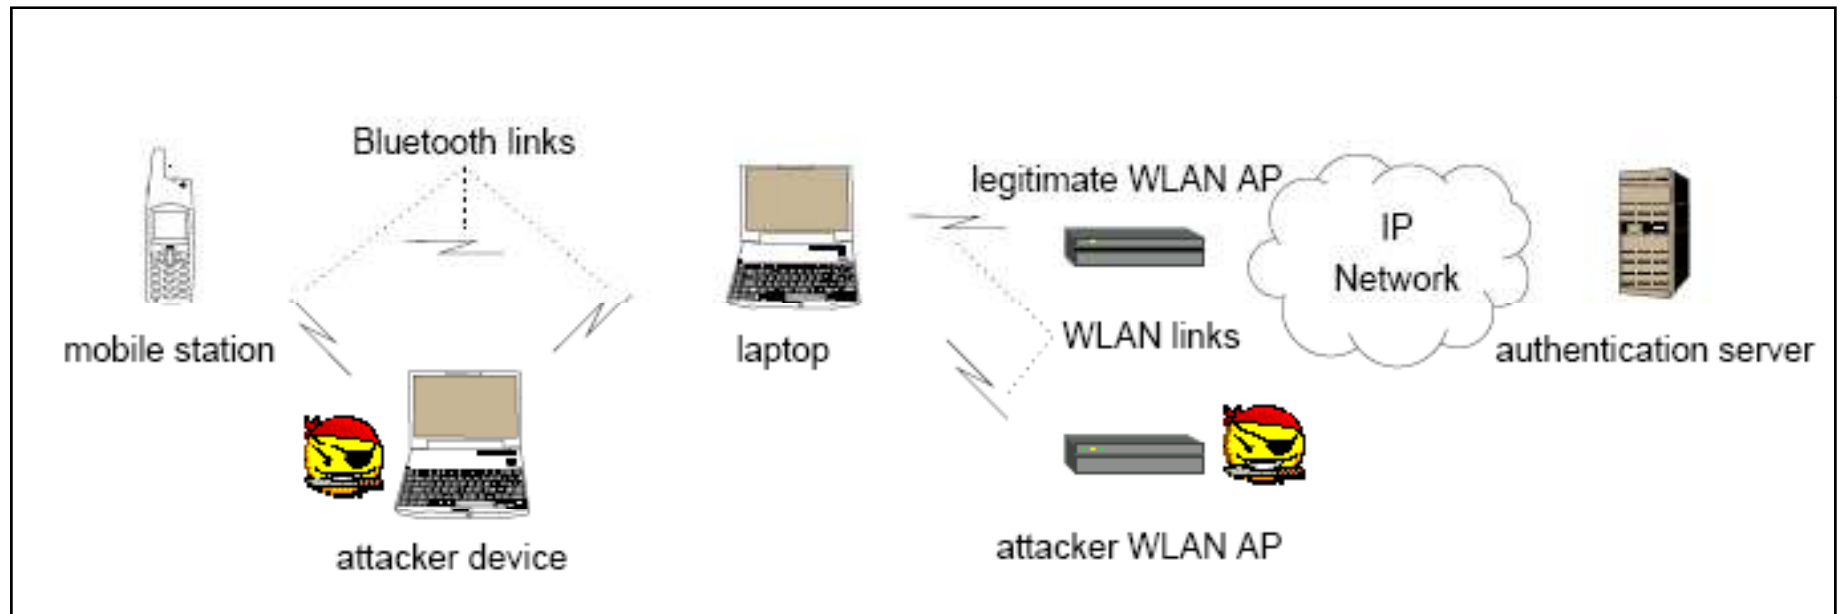 Bluetooth links
legitimate WLAN AP
IP
Network
mobile station
laptop
WLAN links
authentication server
attacker device
attacker WLAN AP